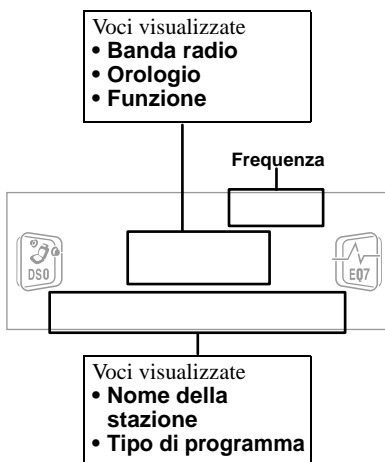 Voci visualizzate
• Banda radio
• Orologio
• Funzione
Frequenza
DSO
EQ7
Voci visualizzate
• Nome della
stazione
• Tipo di programma